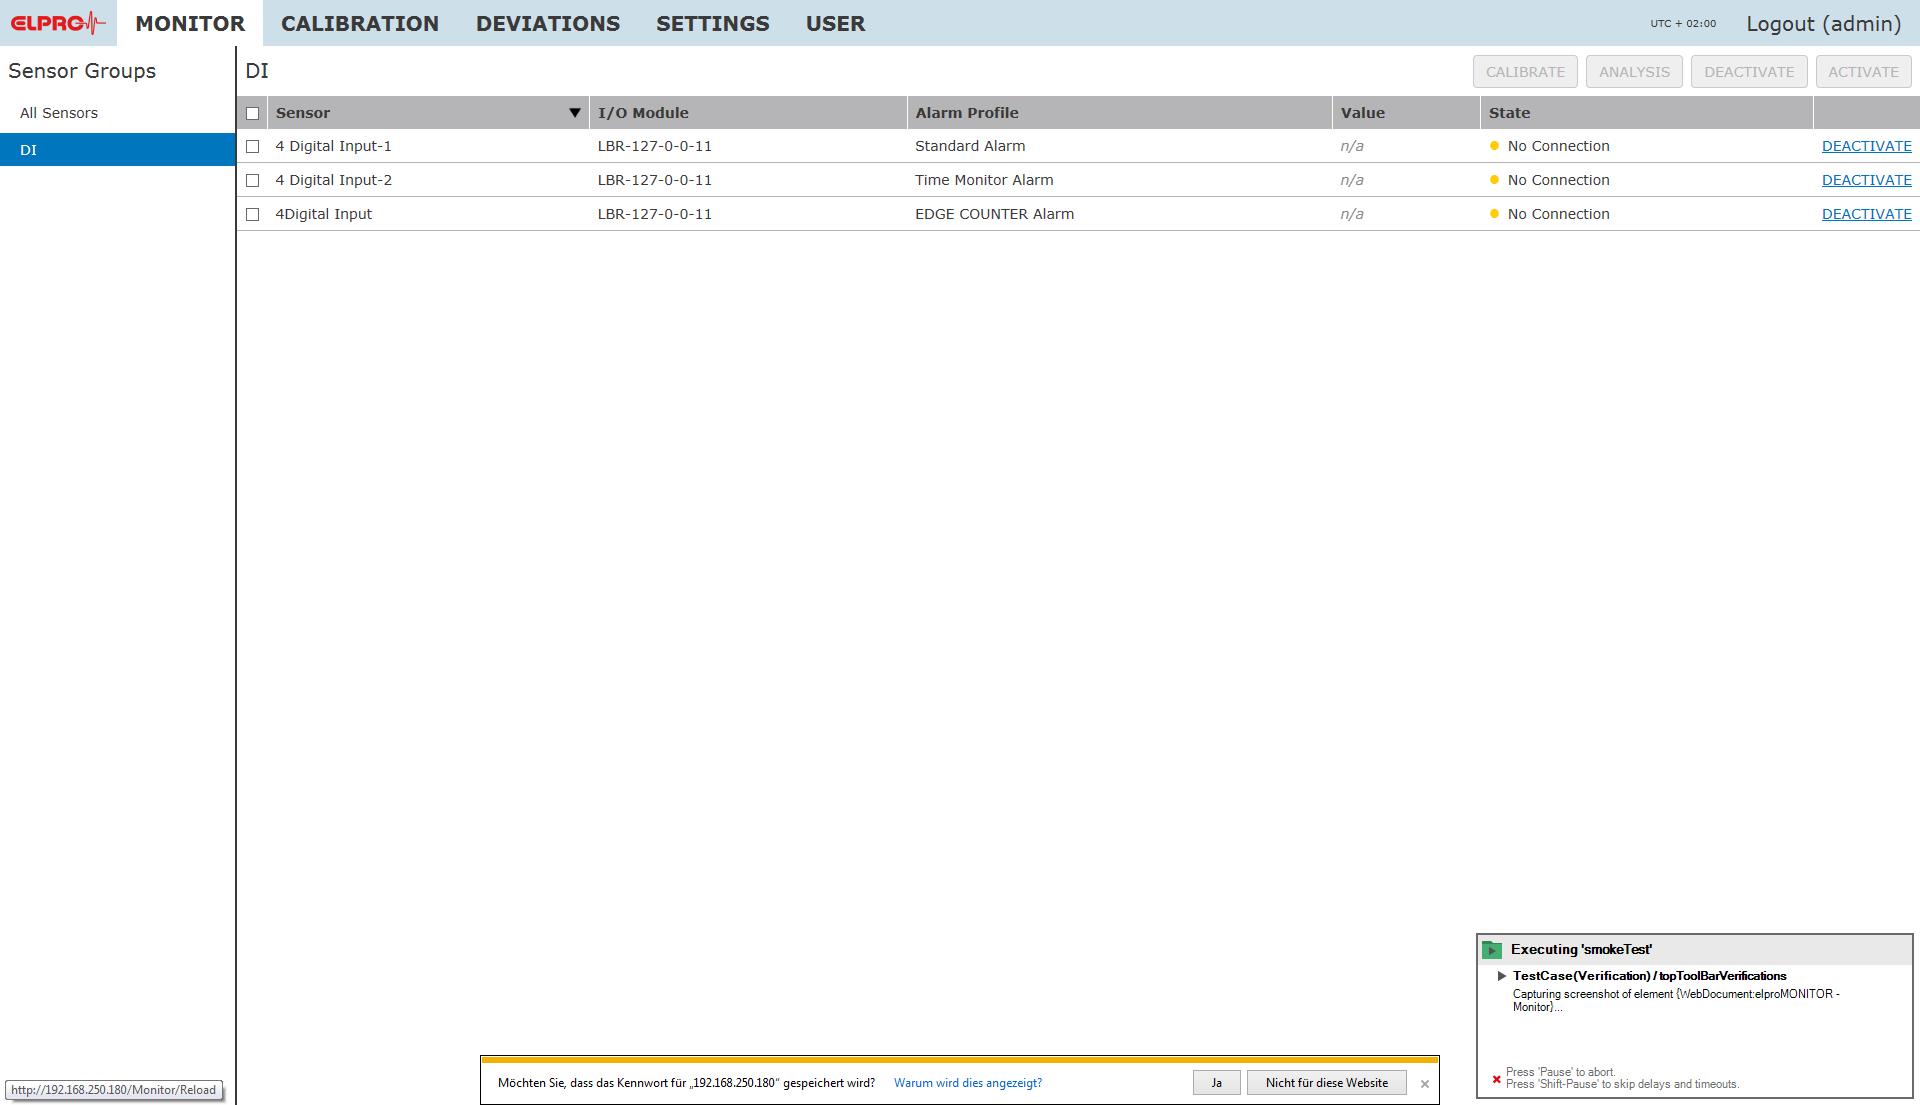 ELPRO MONITOR CALIBRATION DEVIATIONS SETTINGS USER UTC + 02:00 Logout (admin)
Sensor Groups
All Sensors
DI
DI CALIBRATE ANALYSIS DEACTIVATE ACTIVATE
Sensor I/O Module Alarm Profile Value State
4 Digital Input-1 LBR-127-0-0-11 Standard Alarm n/a No Connection DEACTIVATE
4 Digital Input-2 LBR-127-0-0-11 Time Monitor Alarm n/a No Connection DEACTIVATE
4Digital Input LBR-127-0-0-11 EDGE COUNTER Alarm n/a No Connection DEACTIVATE
Executing 'smokeTest'
TestCase(Verification) / topToolBarVerifications
Capturing screenshot of element {WebDocument:elproMONITOR -
Monitor}...
Press 'Pause' to abort.
Press 'Shift-Pause' to skip delays and timeouts.
Möchten Sie, dass das Kennwort für „192.168.250.180“ gespeichert wird? Warum wird dies angezeigt? Ja Nicht für diese Website
http://192.168.250.180/Monitor/Reload